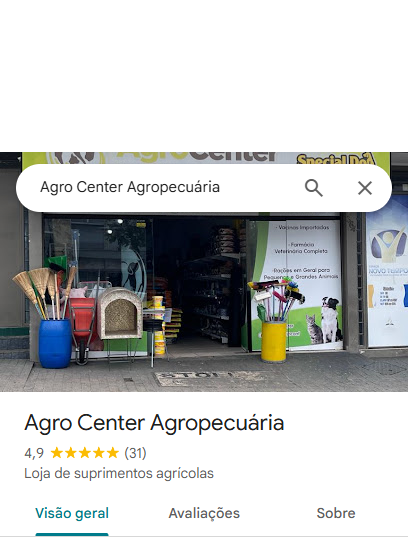 AgroCenter
Special Dog
Agro Center Agropecuária
- Vacinas Importadas
- Farmácia
Veterinária Completa
- Rações em Geral para
Pequenos e Grandes Animais
NOVO TEMPO
Agro Center Agropecuária
4,9 (31)
Loja de suprimentos agrícolas
Visão geral
Avaliações
Sobre